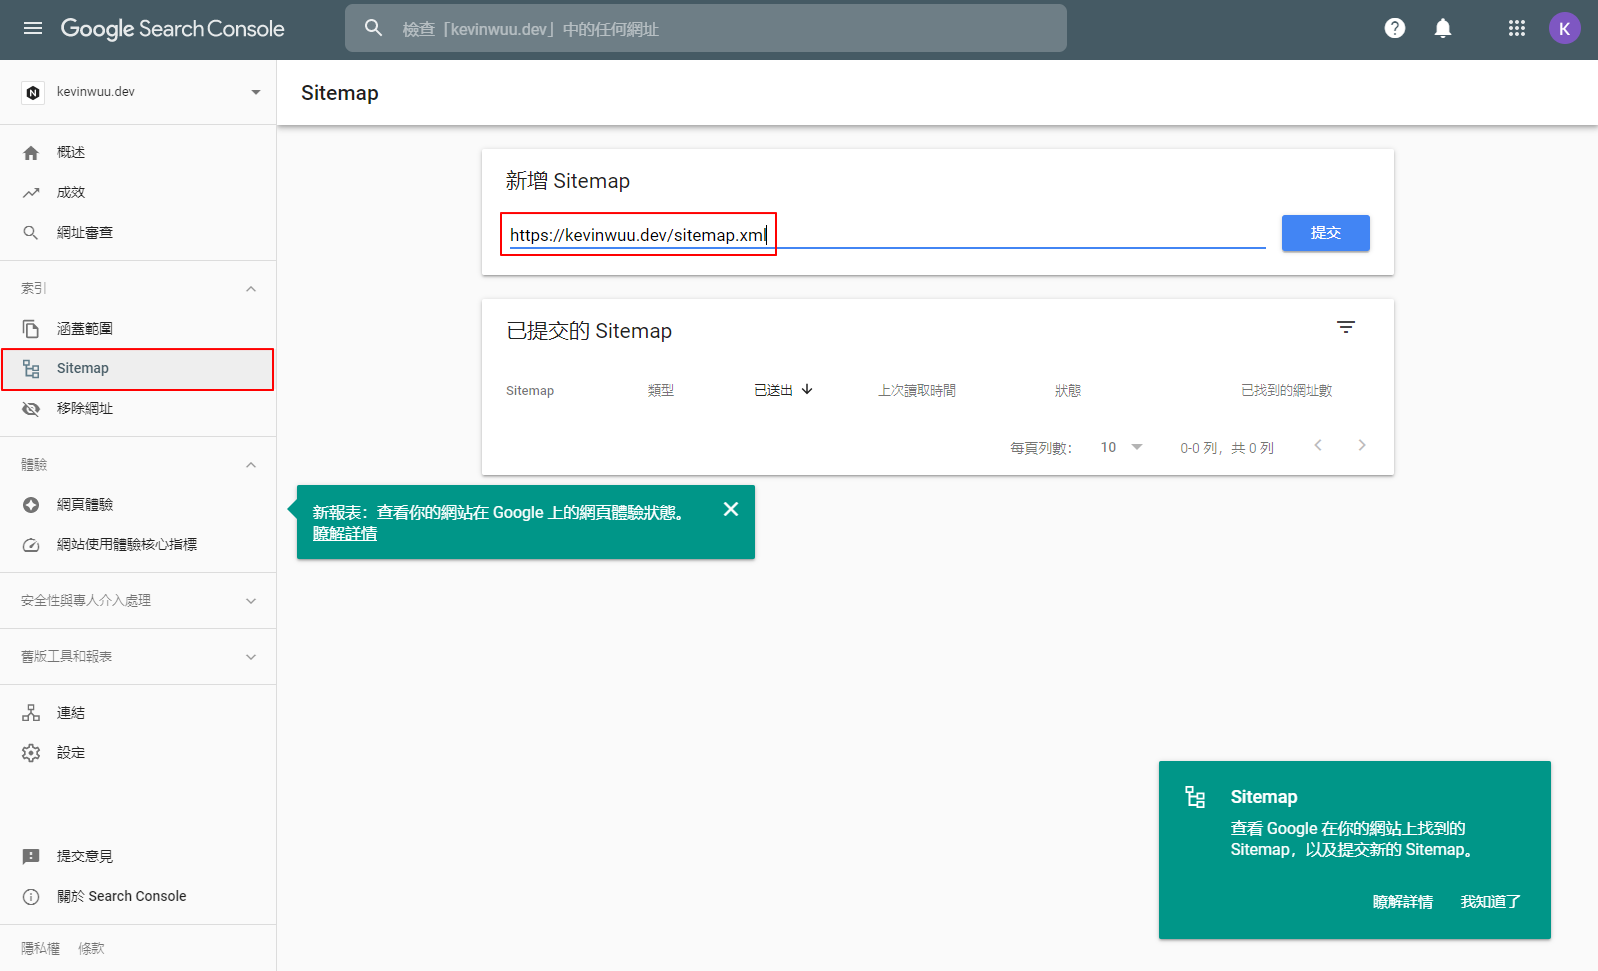 Google Search Console
檢查「kevinwuu.dev」中的任何網址
K
kevinwuu.dev
概述
成效
網址審查
索引
涵蓋範圍
Sitemap
移除網址
體驗
網頁體驗
網站使用體驗核心指標
安全性與專人介入處理
舊版工具和報表
連結
設定
提交意見
關於 Search Console
隱私權 條款
Sitemap
新增 Sitemap
https://kevinwuu.dev/sitemap.xml
提交
已提交的 Sitemap
Sitemap 類型 已送出 上次讀取時間 狀態 已找到的網址數
每頁列數： 10 0-0 列，共 0 列
新報表：查看你的網站在 Google 上的網頁體驗狀態。
瞭解詳情
Sitemap
查看 Google 在你的網站上找到的
Sitemap，以及提交新的 Sitemap。
瞭解詳情 我知道了